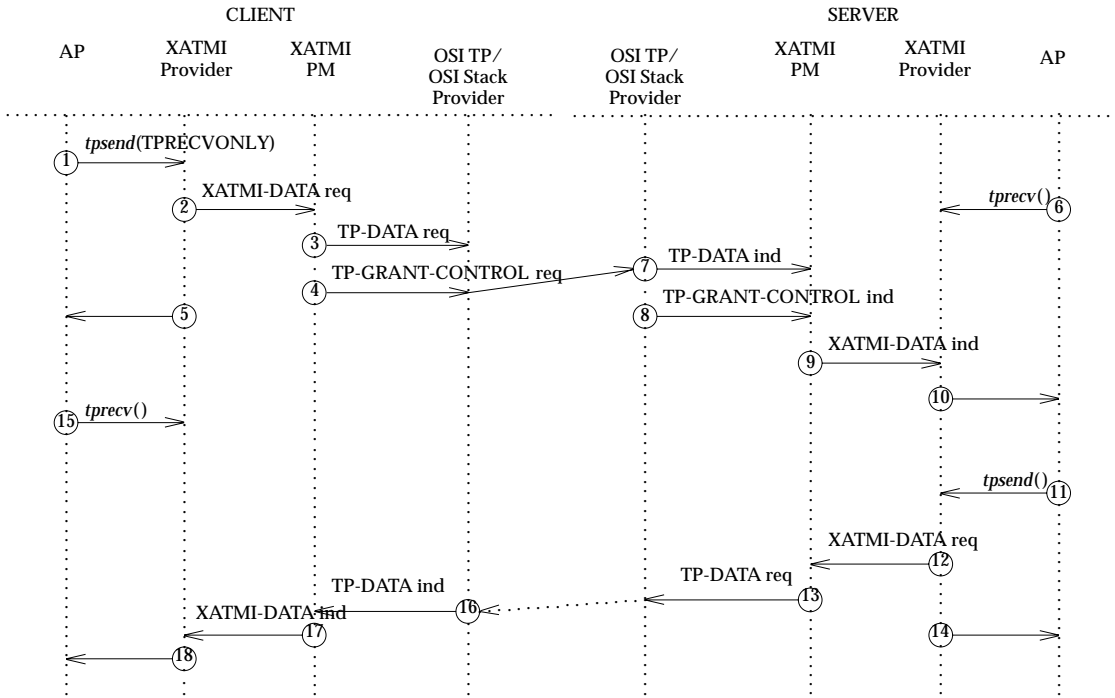 CLIENT
SERVER
AP
XATMI
Provider
XATMI
PM
OSI TP/
OSI Stack
Provider
OSI TP/
OSI Stack
Provider
XATMI
PM
XATMI
Provider
AP
tpsend(TPRECVONLY)
1
XATMI-DATA req
2
tprecv()
6
TP-DATA req
3
TP-DATA ind
7
TP-GRANT-CONTROL req
4
TP-GRANT-CONTROL ind
5
8
XATMI-DATA ind
9
10
tprecv()
15
tpsend()
11
XATMI-DATA req
12
TP-DATA req
13
TP-DATA ind
16
XATMI-DATA ind
17
14
18